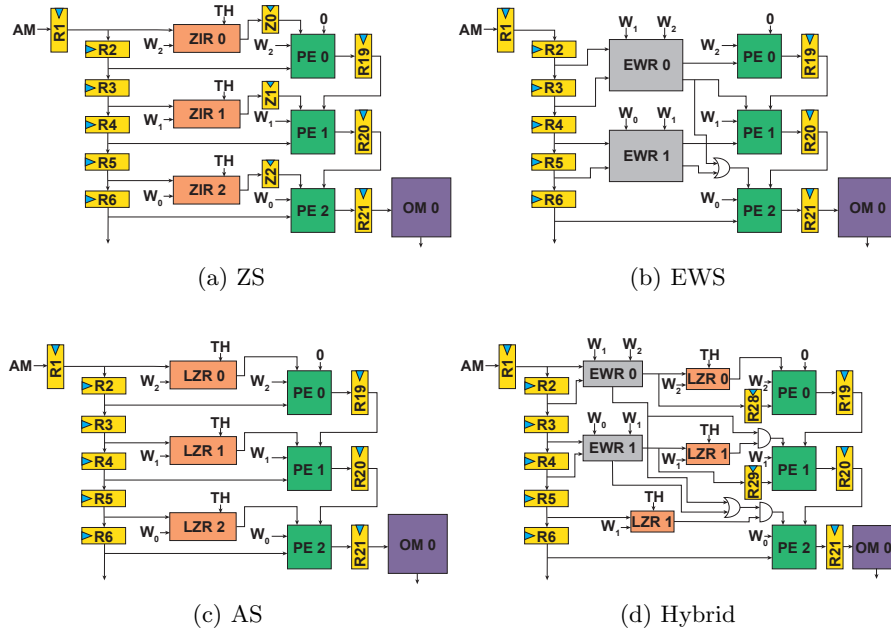 AM
R1
TH
Z0
0
R2
W2
ZIR 0
W2
PE 0
R19
R3
TH
Z1
R4
W1
ZIR 1
W1
PE 1
R20
R5
TH
Z2
R6
W0
ZIR 2
W0
PE 2
R21
OM 0
(a) ZS
AM
R1
W1
W2
0
R2
EWR 0
W2
PE 0
R19
R3
W0
W1
R4
W1
PE 1
R20
R5
EWR 1
R6
W0
PE 2
R21
OM 0
(b) EWS
AM
R1
TH
0
R2
W2
LZR 0
W2
PE 0
R19
R3
TH
R4
W1
LZR 1
W1
PE 1
R20
R5
TH
R6
W0
LZR 2
W0
PE 2
R21
OM 0
(c) AS
AM
R1
W1
W2
TH
0
R2
EWR 0
W2
LZR 0
W2
PE 0
R19
R28
R3
W0
W1
TH
R4
EWR 1
W1
LZR 1
W1
PE 1
R20
R29
R5
TH
W1
LZR 1
R6
W0
PE 2
R21
OM 0
(d) Hybrid